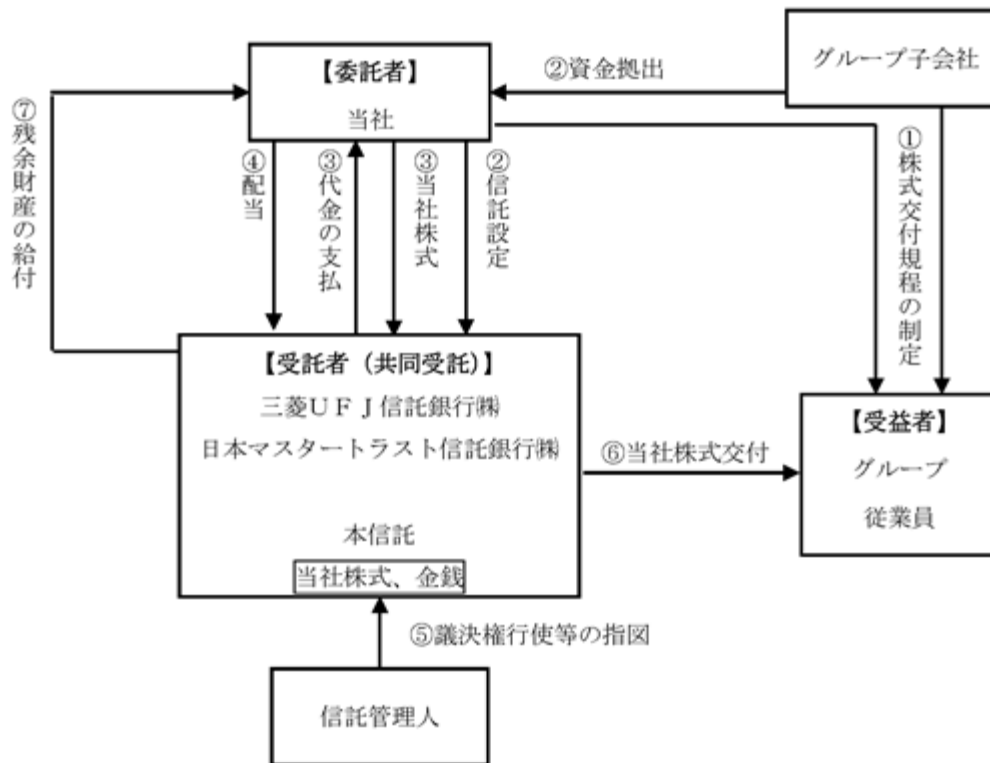 グループ子会社
【委託者】
当社
②資金拠出
①株式交付規程の制定
⑦残余財産の給付
④配当
③代金の支払
③当社株式
②信託設定
【受託者（共同受託）】
三菱ＵＦＪ信託銀行㈱
日本マスタートラスト信託銀行㈱
本信託
当社株式、金銭
⑥当社株式交付
【受益者】
グループ
従業員
⑤議決権行使等の指図
信託管理人